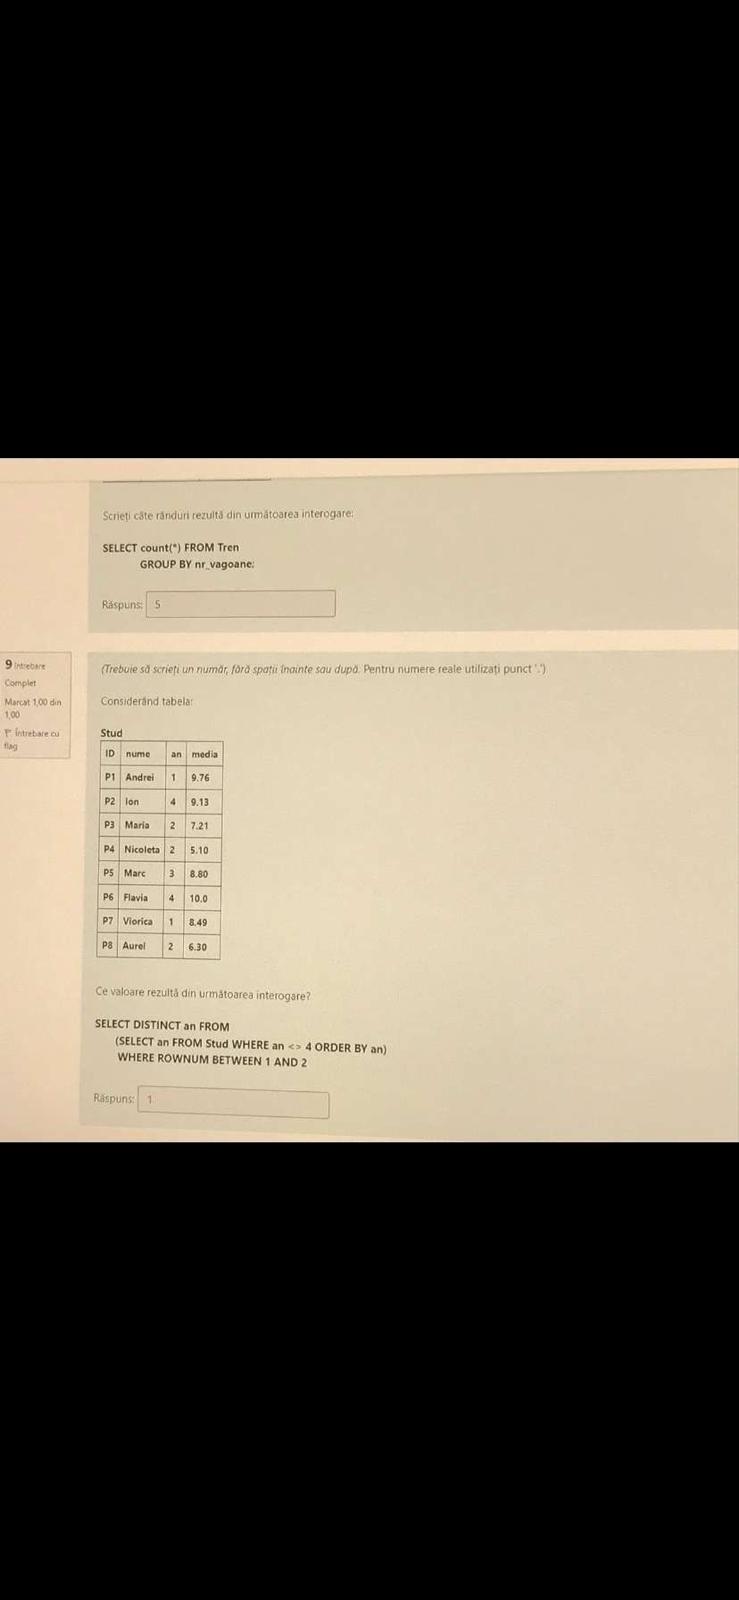 Scrieți câte rânduri rezultă din următoarea interogare:
SELECT count(*) FROM Tren
GROUP BY nr_vagoane;
Răspuns: 5
9 Întrebare
Complet
Marcat 1,00 din
1,00
Întrebare cu
flag
(Trebuie să scrieți un număr, fără spații înainte sau după. Pentru numere reale utilizați punct '.')
Considerând tabela:
Stud
ID nume an media
P1 Andrei 1 9.76
P2 Ion 4 9.13
P3 Maria 2 7.21
P4 Nicoleta 2 5.10
P5 Marc 3 8.80
P6 Flavia 4 10.0
P7 Viorica 1 8.49
P8 Aurel 2 6.30
Ce valoare rezultă din următoarea interogare?
SELECT DISTINCT an FROM
(SELECT an FROM Stud WHERE an <> 4 ORDER BY an)
WHERE ROWNUM BETWEEN 1 AND 2
Răspuns: 1